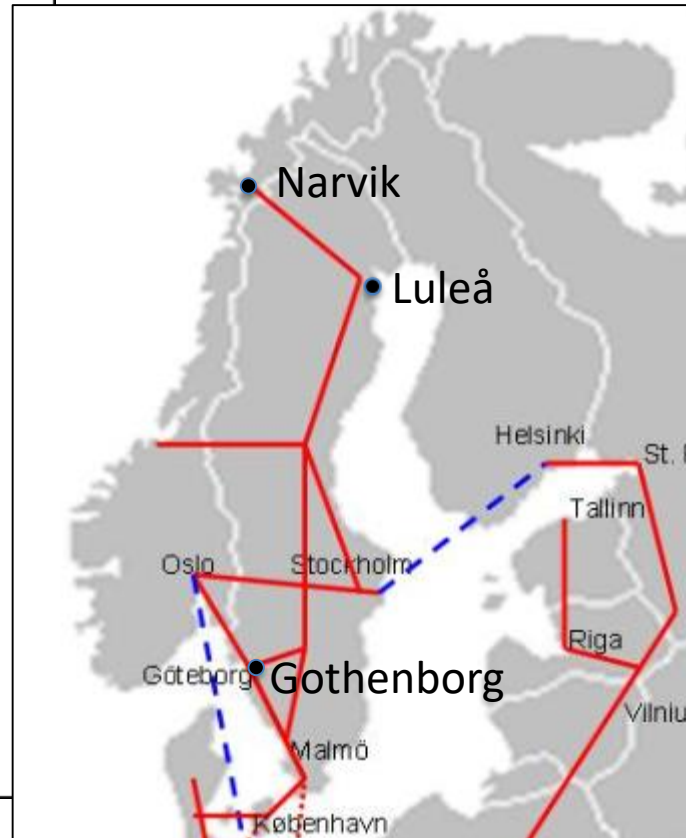 Narvik
Luleå
Helsinki
St.
Tallinn
Oslo
Stockholm
Riga
Göteborg
Gothenborg
Vilniu
Malmö
København